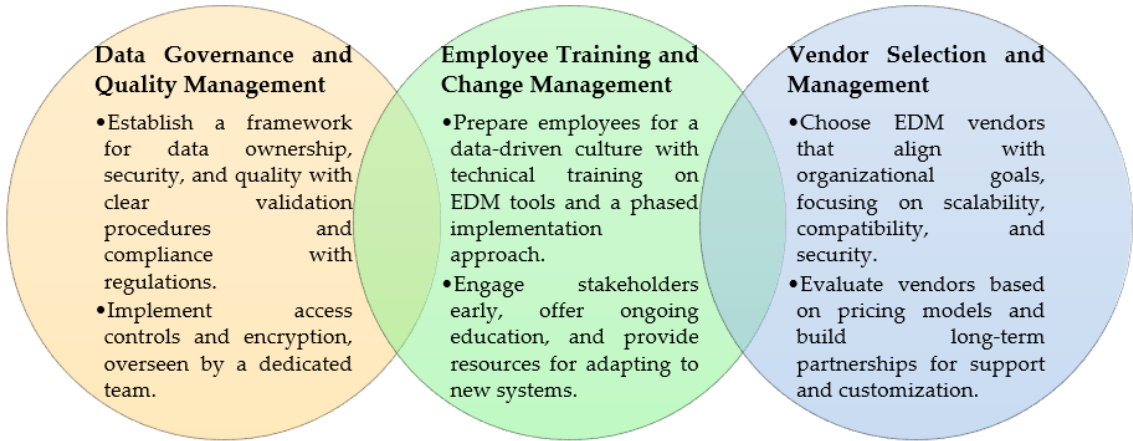 Data Governance and
Quality Management
•Establish a framework
for data ownership,
security, and quality with
clear validation
procedures and
compliance with
regulations.
•Implement access
controls and encryption,
overseen by a dedicated
team.
Employee Training and
Change Management
•Prepare employees for a
data-driven culture with
technical training on
EDM tools and a phased
implementation
approach.
•Engage stakeholders
early, offer ongoing
education, and provide
resources for adapting to
new systems.
Vendor Selection and
Management
•Choose EDM vendors
that align with
organizational goals,
focusing on scalability,
compatibility, and
security.
•Evaluate vendors based
on pricing models and
build long-term
partnerships for support
and customization.